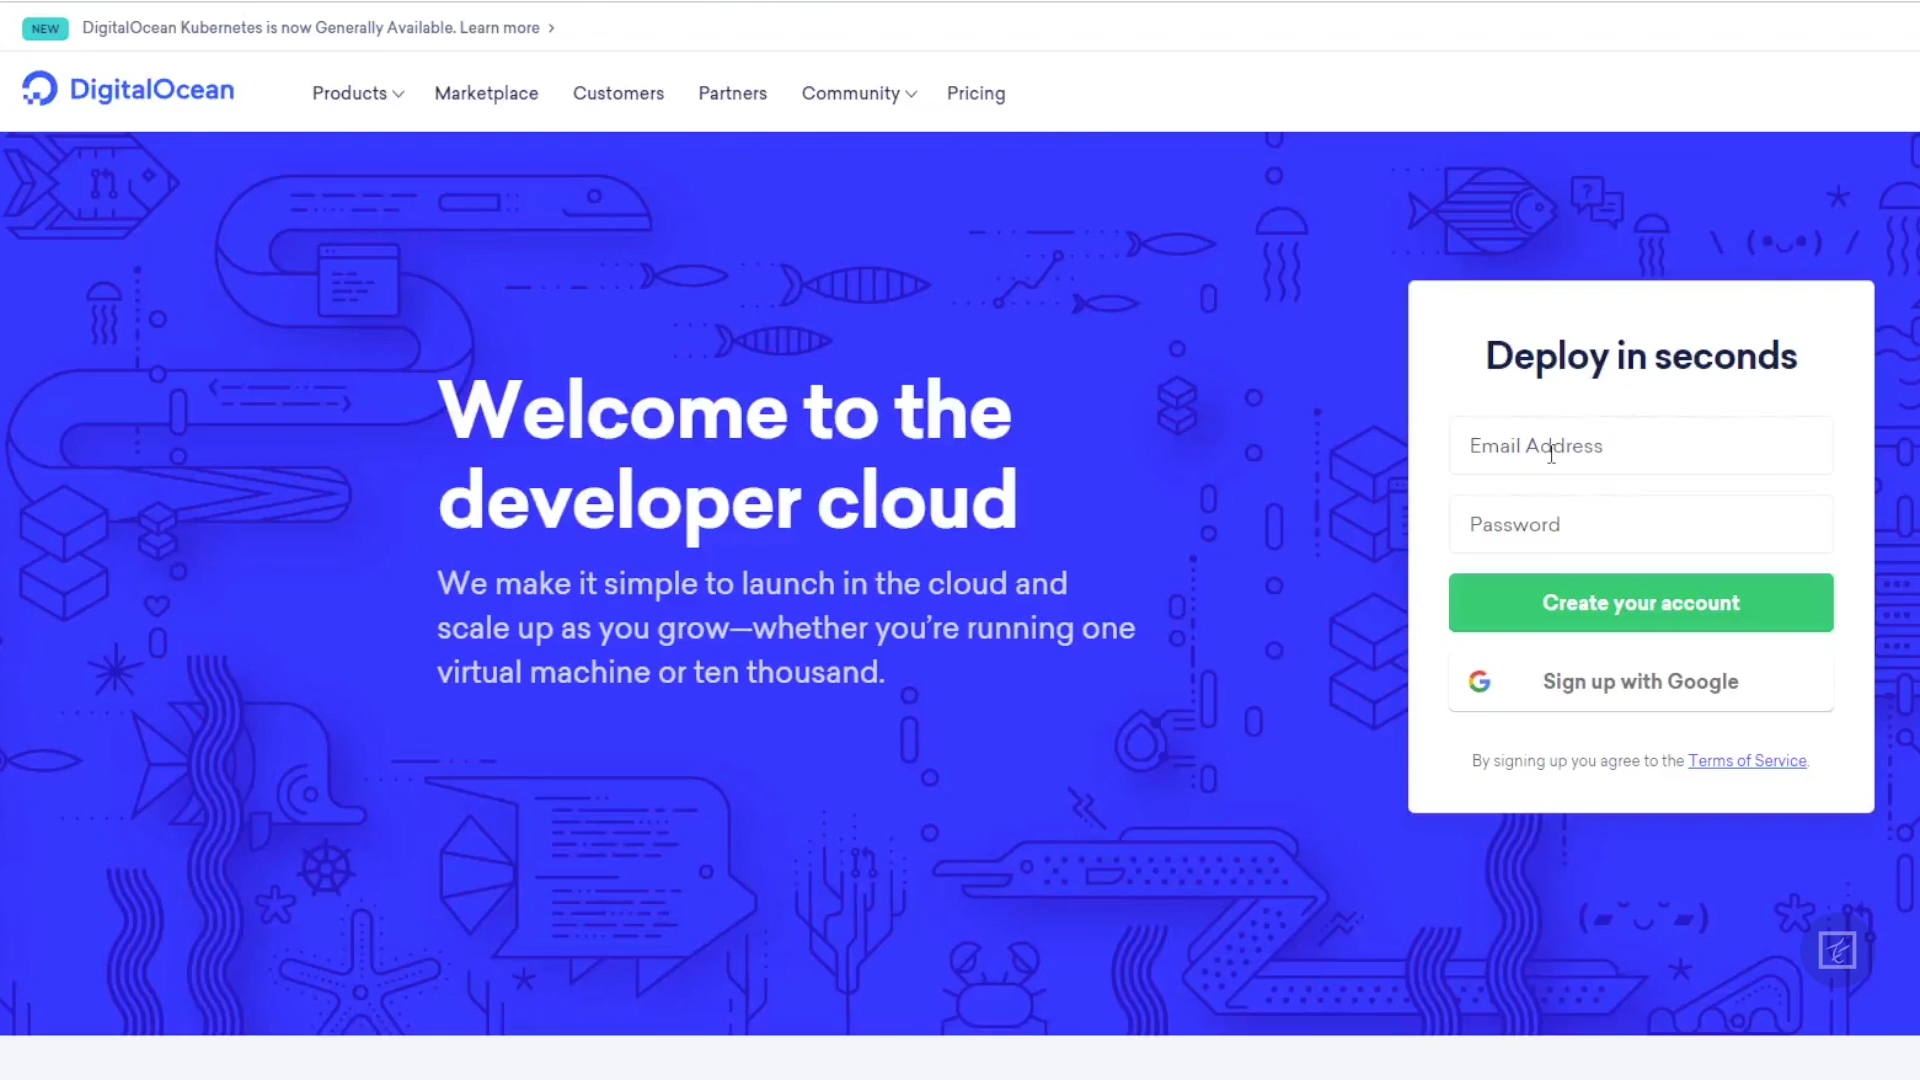 NEW DigitalOcean Kubernetes is now Generally Available. Learn more
DigitalOcean Products Marketplace Customers Partners Community Pricing
Welcome to the
developer cloud
We make it simple to launch in the cloud and
scale up as you grow—whether you’re running one
virtual machine or ten thousand.
Deploy in seconds
Email Address
Password
Create your account
Sign up with Google
By signing up you agree to the Terms of Service.